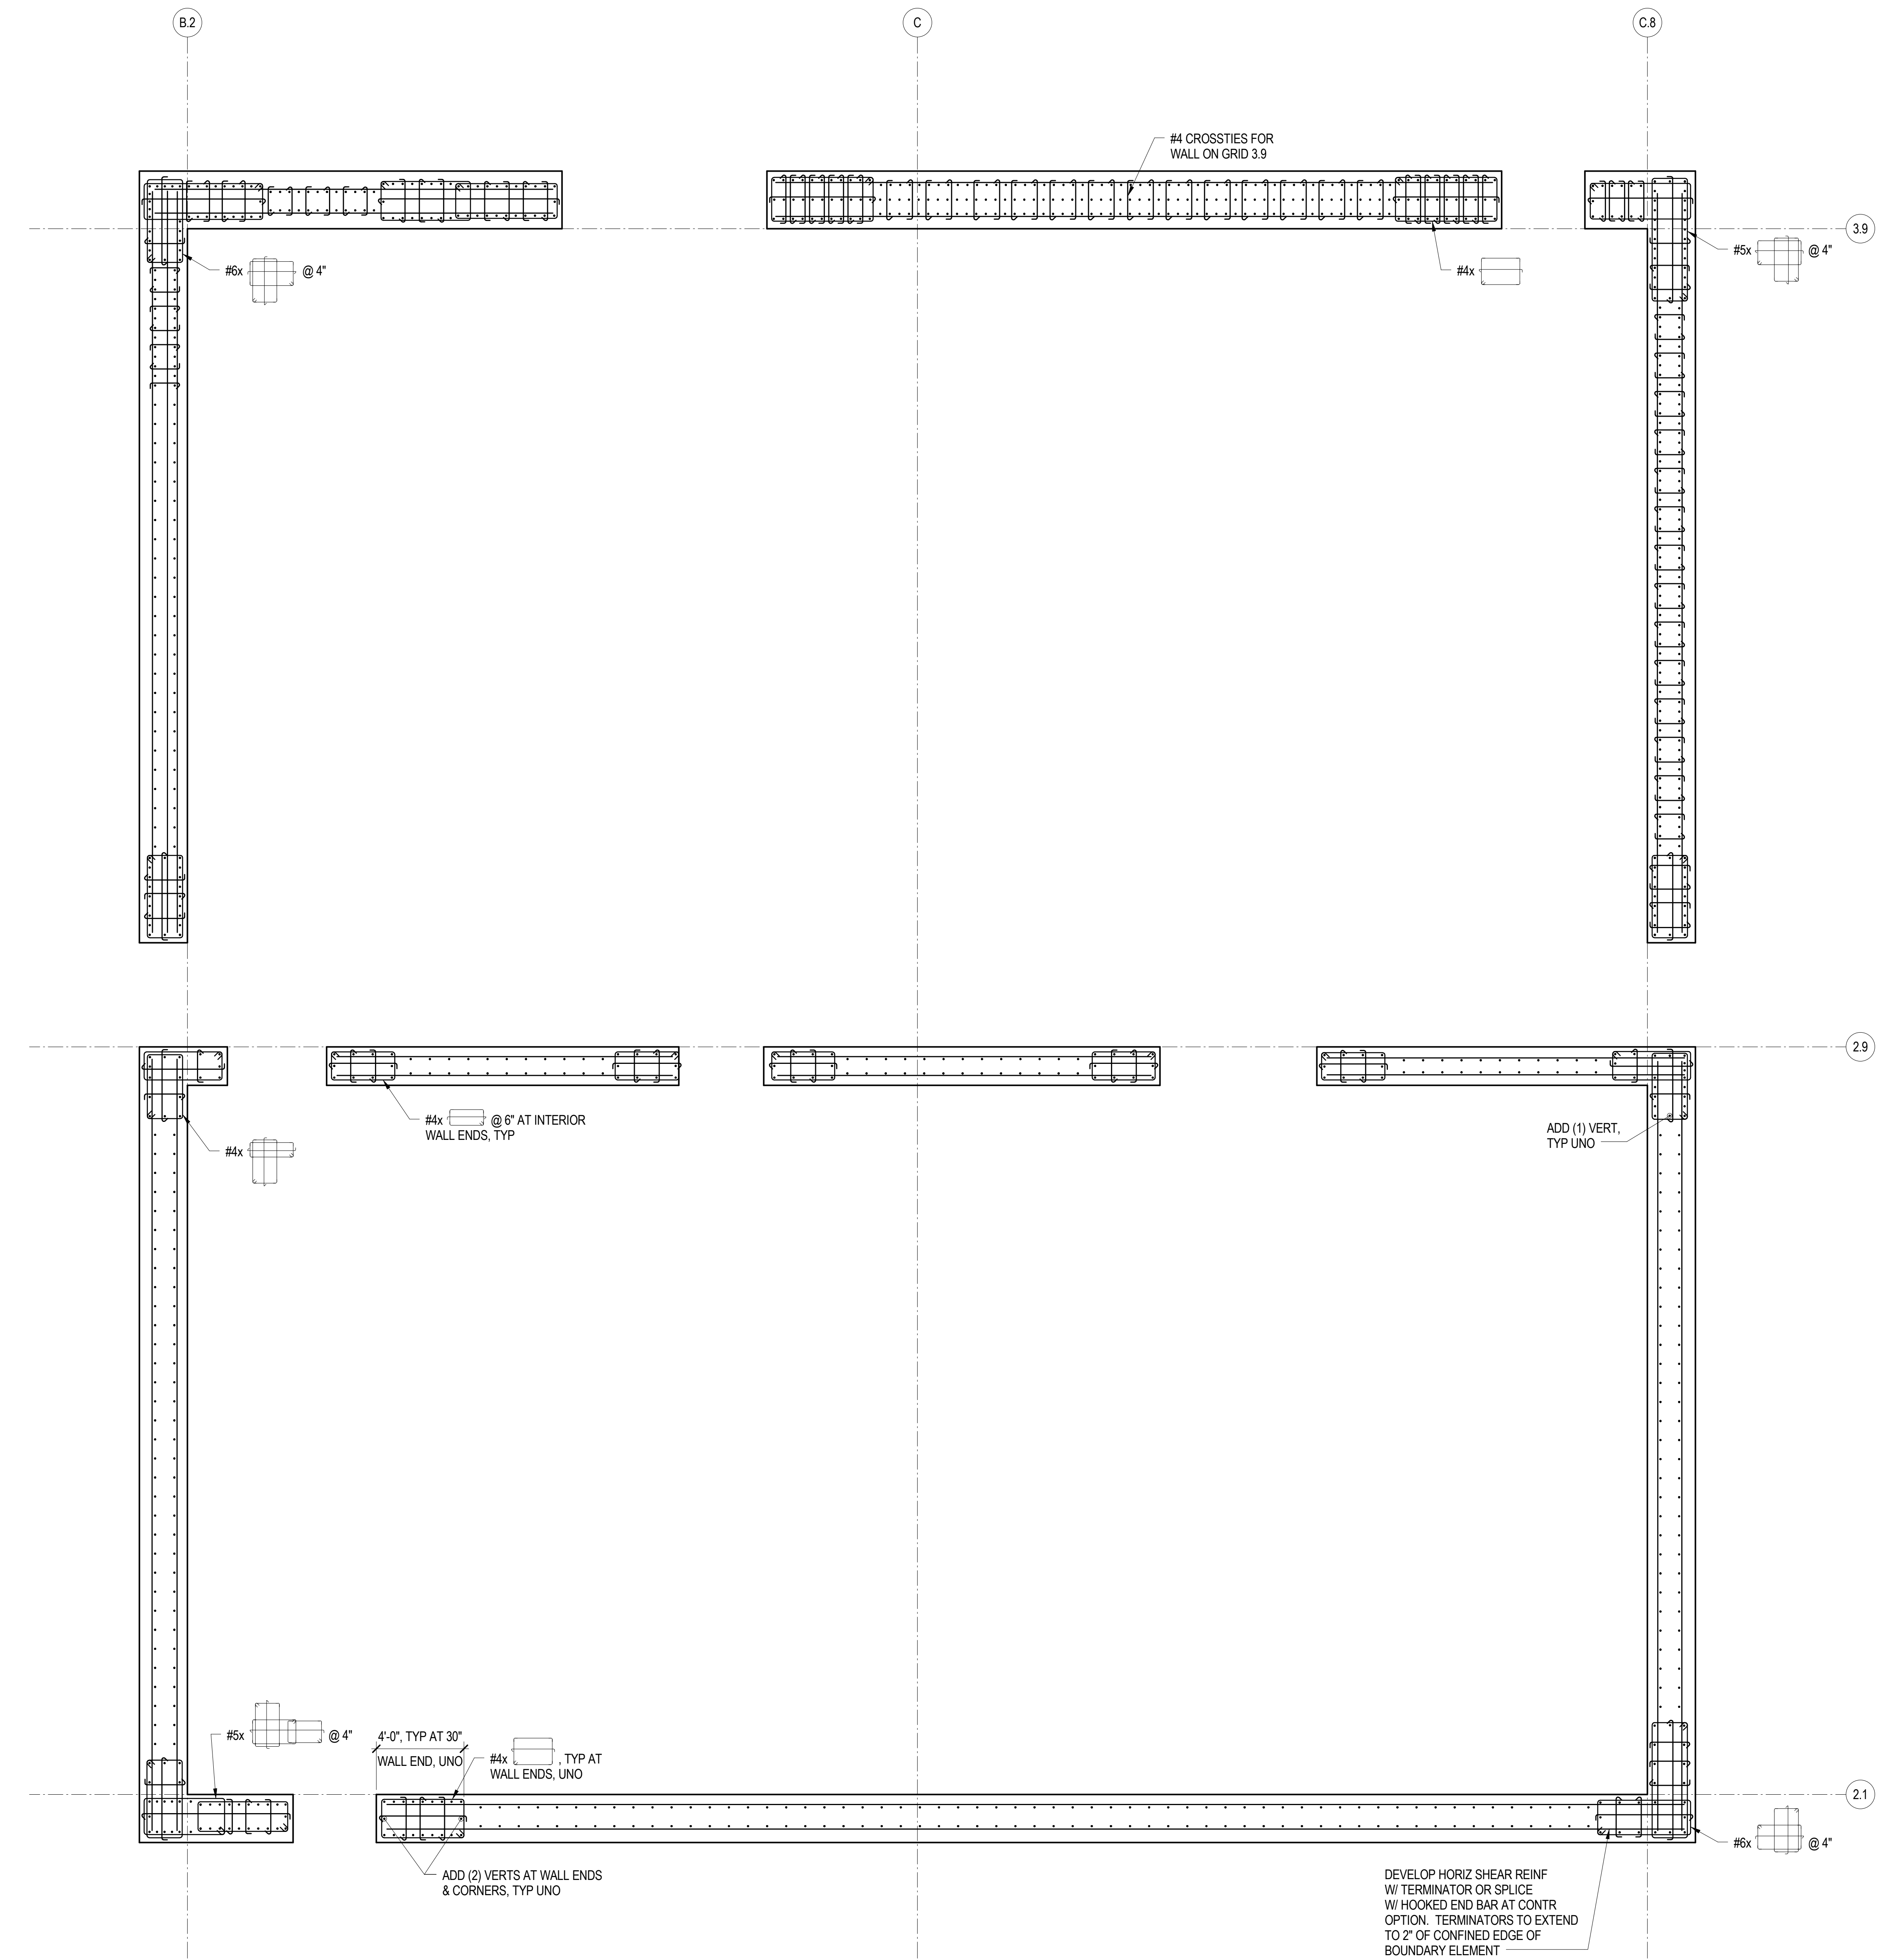 B.2
C
C.8
#4 CROSSTIES FOR
WALL ON GRID 3.9
3.9
#6x @ 4"
#4x
#5x @ 4"
2.9
#4x @ 6" AT INTERIOR
WALL ENDS, TYP
#4x
ADD (1) VERT,
TYP UNO
#5x @ 4"
4'-0", TYP AT 30"
WALL END, UNO
#4x , TYP AT
WALL ENDS, UNO
2.1
#6x @ 4"
ADD (2) VERTS AT WALL ENDS
& CORNERS, TYP UNO
DEVELOP HORIZ SHEAR REINF
W/ TERMINATOR OR SPLICE
W/ HOOKED END BAR AT CONTR
OPTION. TERMINATORS TO EXTEND
TO 2" OF CONFINED EDGE OF
BOUNDARY ELEMENT